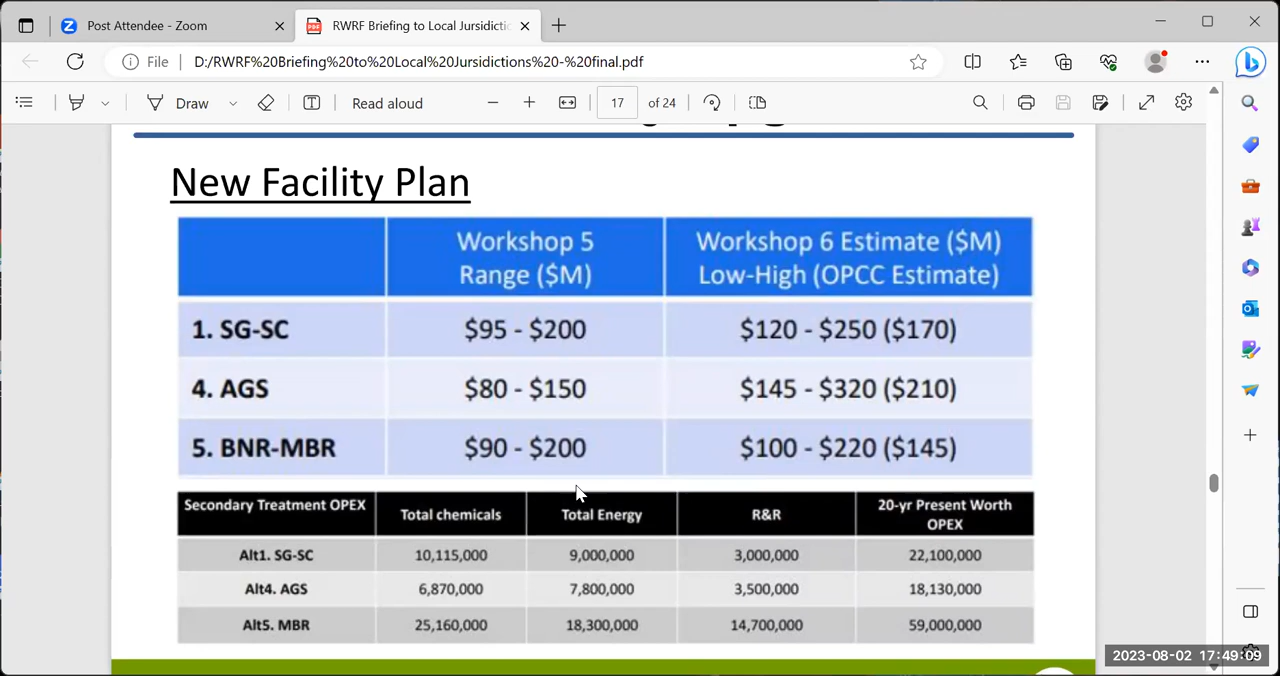 Post Attendee - Zoom
RWRF Briefing to Local Jursidictic
File
D:/RWRF%20Briefing%20to%20Local%20Jursidictions%20-%20final.pdf
Draw
Read aloud
17 of 24
New Facility Plan
Workshop 5 Range ($M)
Workshop 6 Estimate ($M) Low-High (OPCC Estimate)
1. SG-SC $95 - $200 $120 - $250 ($170)
4. AGS $80 - $150 $145 - $320 ($210)
5. BNR-MBR $90 - $200 $100 - $220 ($145)
Secondary Treatment OPEX Total chemicals Total Energy R&R 20-yr Present Worth OPEX
Alt1. SG-SC 10,115,000 9,000,000 3,000,000 22,100,000
Alt4. AGS 6,870,000 7,800,000 3,500,000 18,130,000
Alt5. MBR 25,160,000 18,300,000 14,700,000 59,000,000
2023-08-02 17:49:09